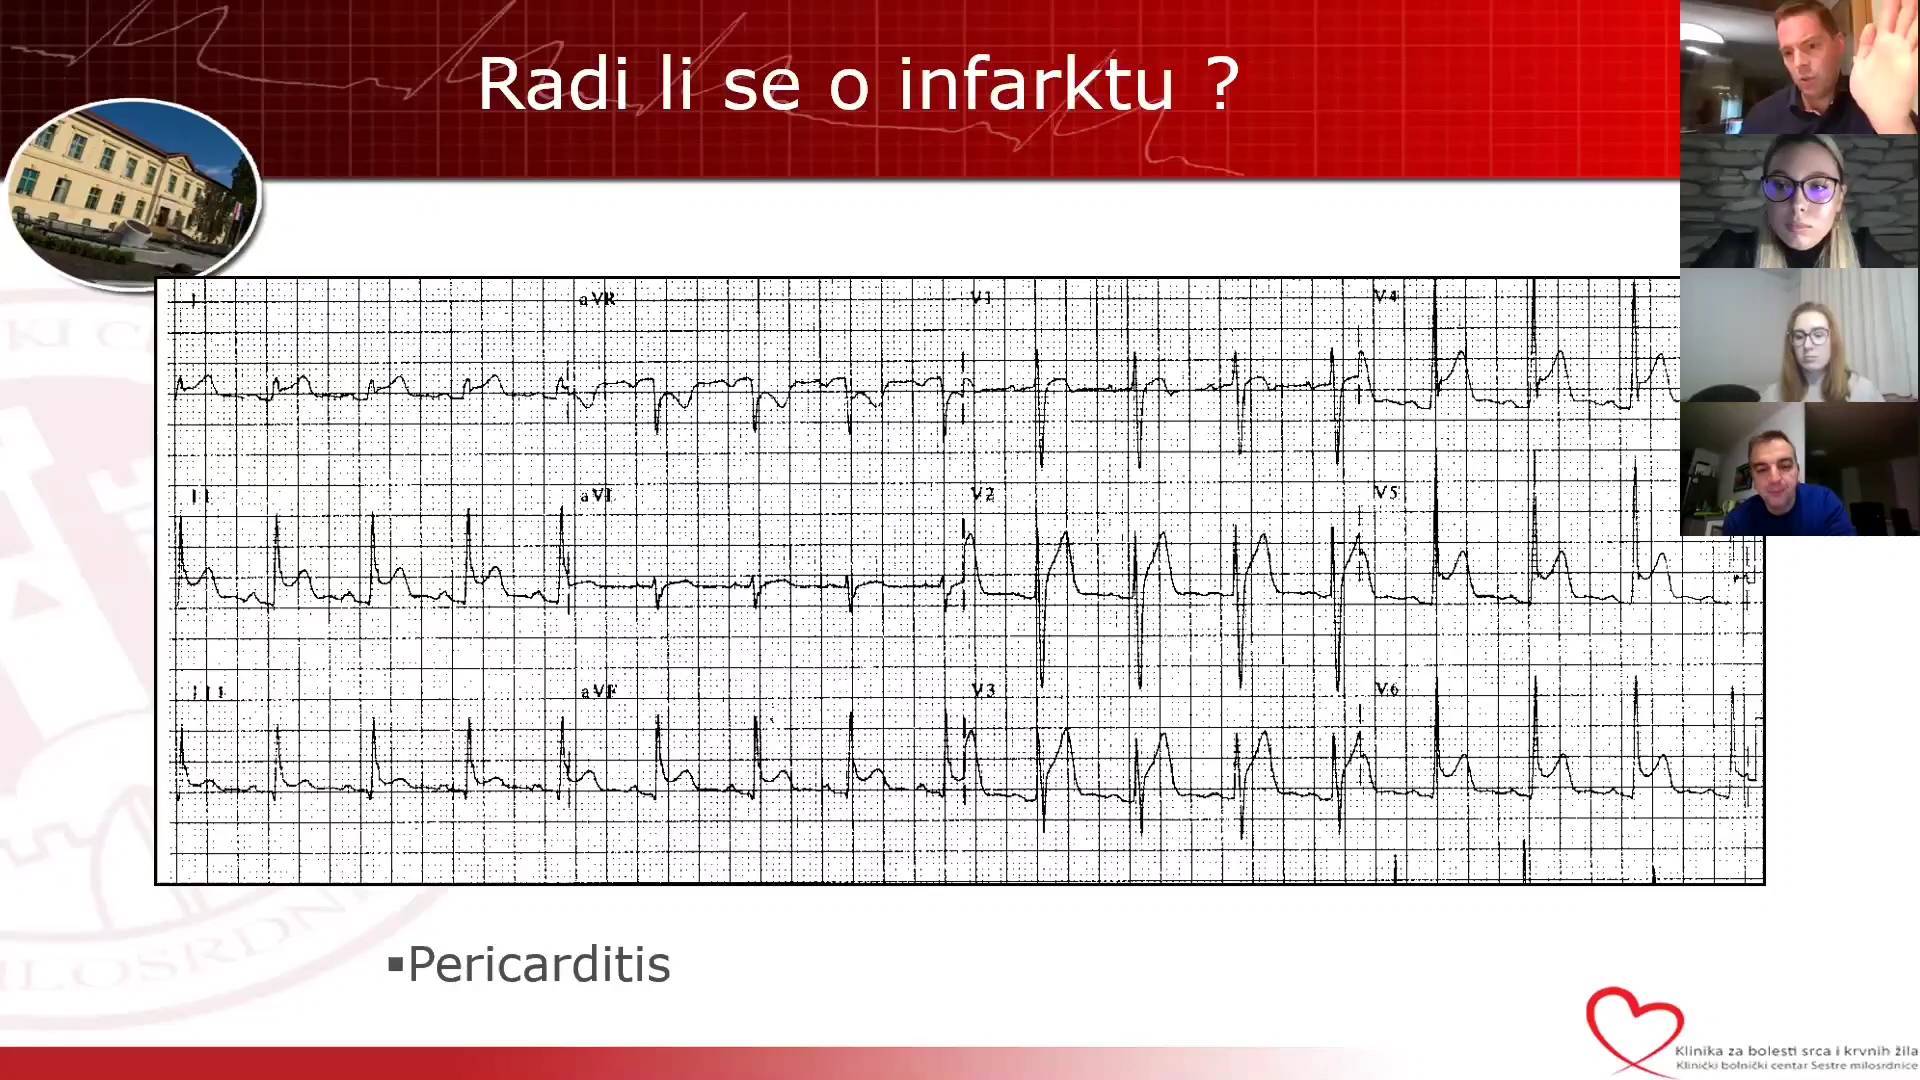 Radi li se o infarktu ?
I aVR V1 V4
II aVL V2 V5
III aVF V3 V6
▪Pericarditis
Klinika za bolesti srca i krvnih žila
Klinički bolnički centar Sestre milosrdnice